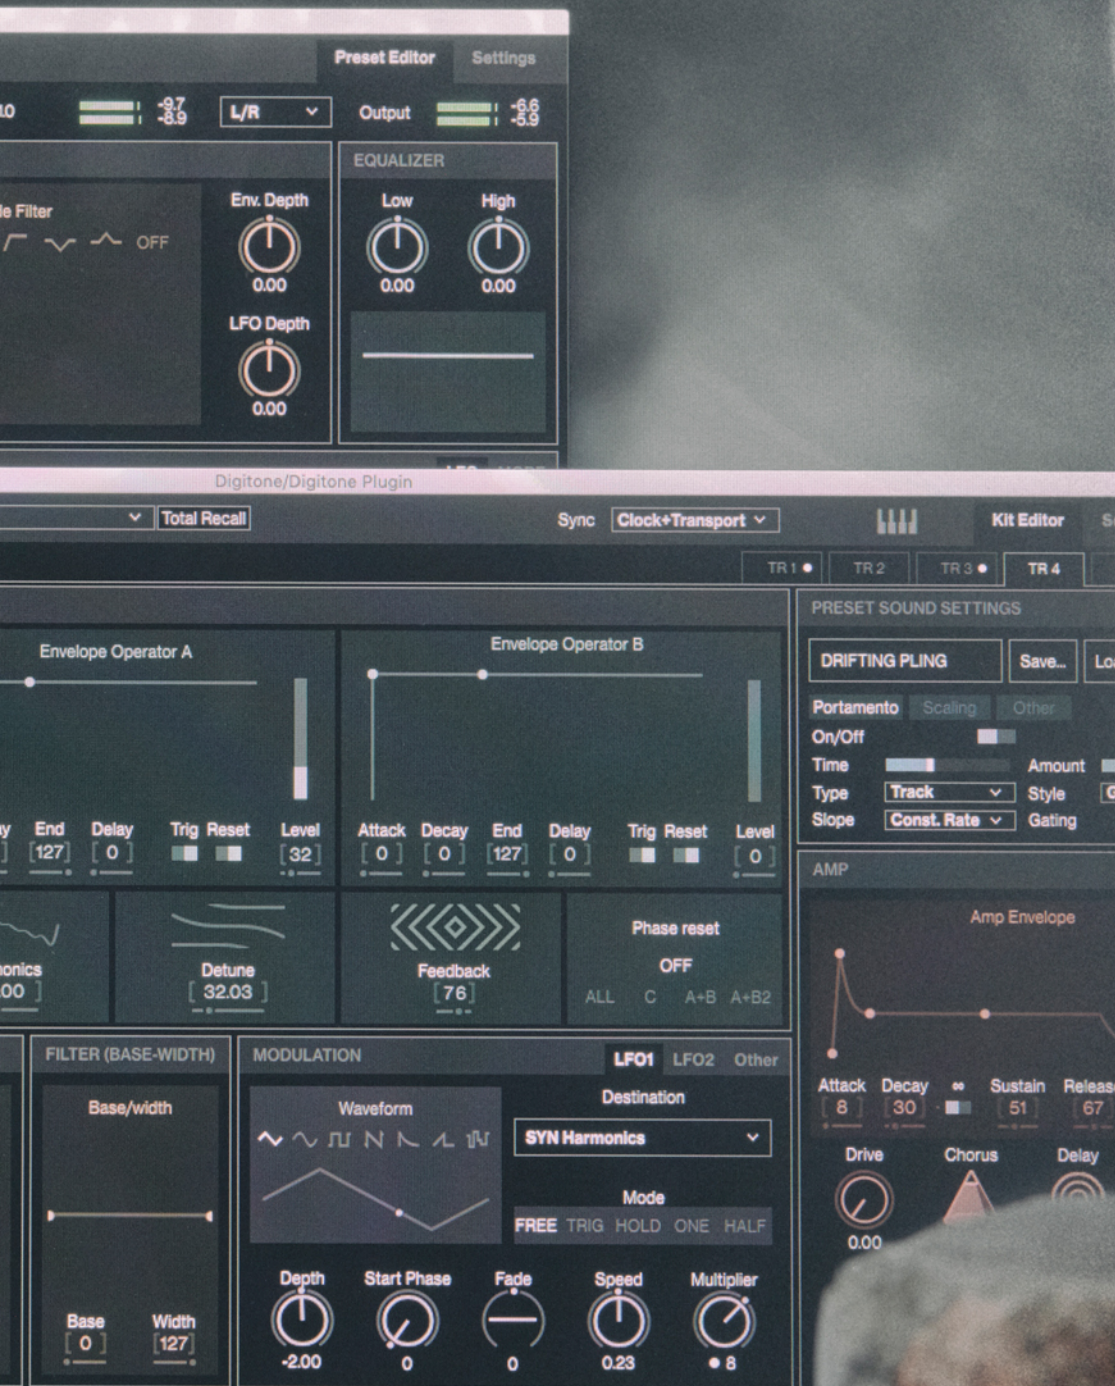 Preset Editor Settings
-9.7
-8.9
L/R
Output
-6.6
-5.9
EQUALIZER
Filter
OFF
Env. Depth
0.00
LFO Depth
0.00
Low High
0.00 0.00
Digitone/Digitone Plugin
Total Recall
Sync Clock+Transport
Kit Editor
TR 1 TR 2 TR 3 TR 4
Envelope Operator A
End Delay Trig Reset Level
[127] [0] [32]
Envelope Operator B
Attack Decay End Delay Trig Reset Level
[0] [0] [127] [0] [0]
Detune
[32.03]
Feedback
[76]
Phase reset
OFF
ALL C A+B A+B2
PRESET SOUND SETTINGS
DRIFTING PLING Save...
Portamento Scaling Other
On/Off
Time Amount
Type Track Style
Slope Const. Rate Gating
AMP
Amp Envelope
Attack Decay ∞ Sustain
[8] [30] [51] [67
Drive Chorus Delay
0.00
FILTER (BASE-WIDTH)
Base/width
Base Width
[0] [127]
MODULATION
LFO1 LFO2 Other
Waveform
Destination
SYN Harmonics
Mode
FREE TRIG HOLD ONE HALF
Depth Start Phase Fade Speed Multiplier
-2.00 0 0 0.23 8